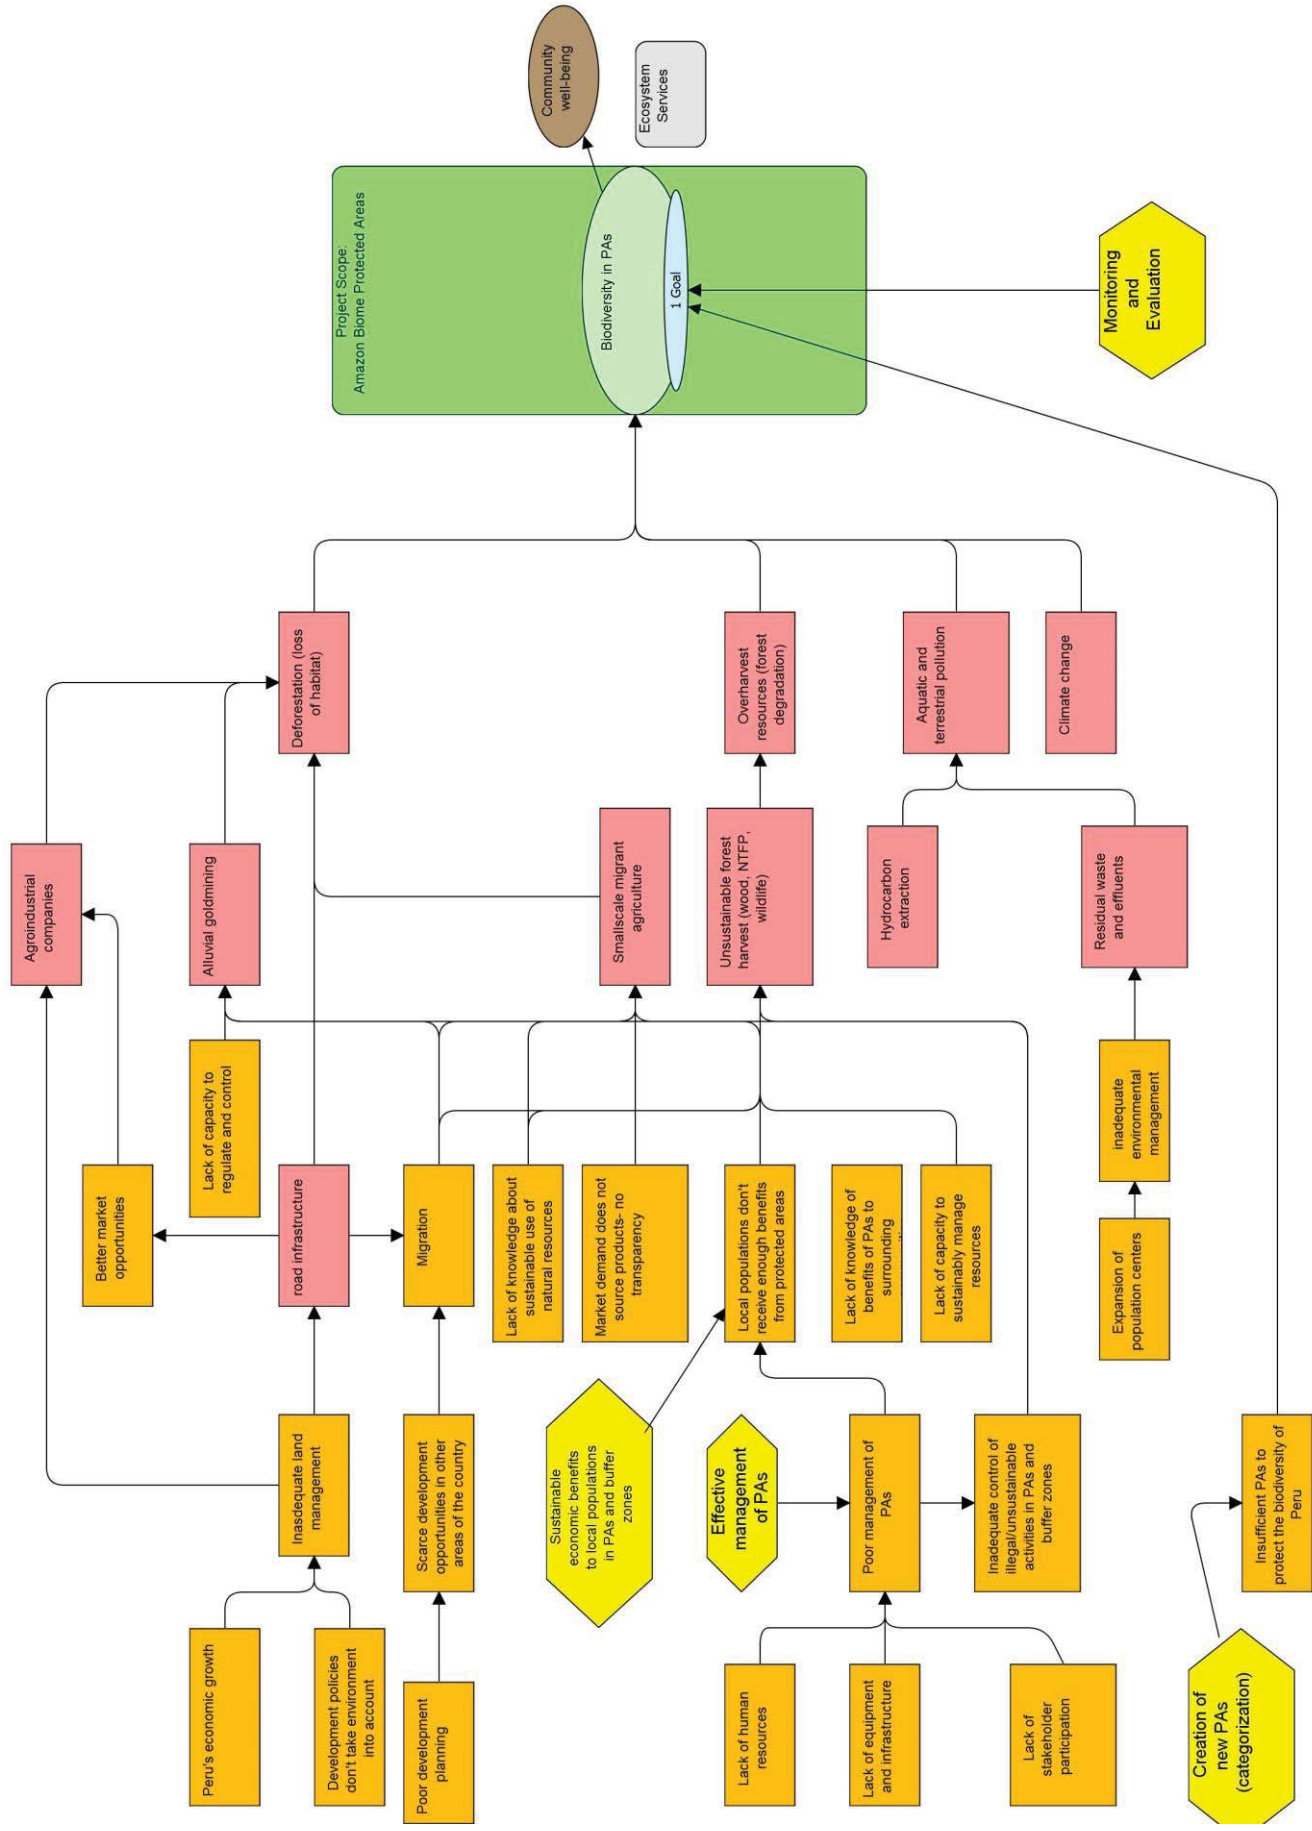 Agroindustrial
companies
Better market
opportunities
Peru's economic growth
Lack of capacity to
regulate and control
Alluvial goldmining
Development policies
don't take environment
into account
Inasdequate land
management
road infrastructure
Deforestation (loss
of habitat)
Project Scope:
Amazon Biome Protected Areas
Poor development
planning
Scarce development
opportunities in other
areas of the country
Migration
Lack of knowledge about
sustainable use of
natural resources
Community
well-being
Sustainable
economic benefits
to local populations
in PAs and buffer
zones
Market demand does not
source products- no
transparency
Smallscale migrant
agriculture
Biodiversity in PAs
1 Goal
Ecosystem
Services
Lack of human
resources
Effective
management
of PAs
Local populations don't
receive enough benefits
from protected areas
Unsustainable forest
harvest (wood, NTFP,
wildlife)
Overharvest
resources (forest
degradation)
Lack of equipment
and infrastructure
Poor management of
PAs
Lack of knowledge of
benefits of PAs to
surrounding
Hydrocarbon
extraction
Aquatic and
terrestrial pollution
Lack of
stakeholder
participation
Inadequate control of
illegal/unsustainable
activities in PAs and
buffer zones
Lack of capacity to
sustainably manage
resources
Climate change
Expansion of
population centers
inadequate
environmental
management
Residual waste
and effluents
Monitoring
and
Evaluation
Creation of
new PAs
(categorization)
Insufficient PAs to
protect the biodiversity of
Peru